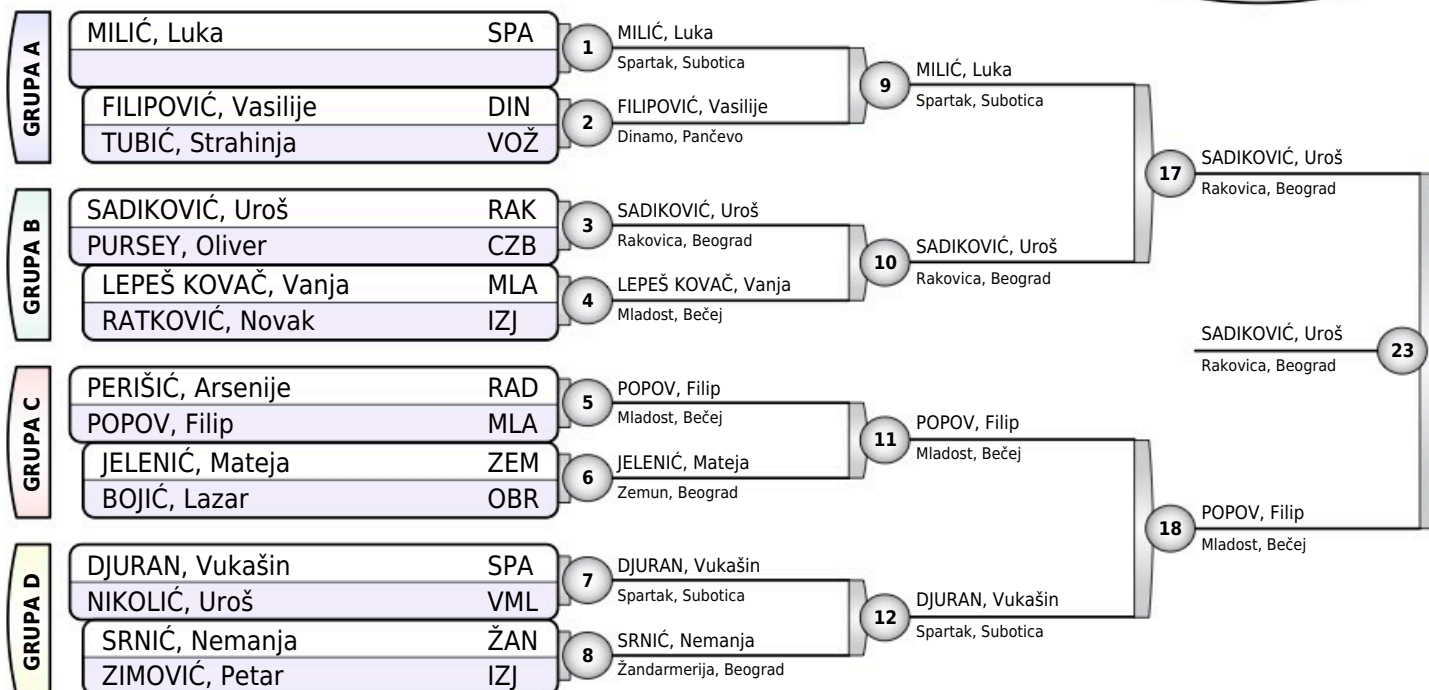 GRUPA A
MILIĆ, Luka SPA
FILIPOVIĆ, Vasilije DIN
TUBIĆ, Strahinja VOŽ
1
MILIĆ, Luka
Spartak, Subotica
2
FILIPOVIĆ, Vasilije
Dinamo, Pančevo
9
MILIĆ, Luka
Spartak, Subotica
GRUPA B
SADIKOVIĆ, Uroš RAK
PURSEY, Oliver CZB
LEPEŠ KOVAČ, Vanja MLA
RATKOVIĆ, Novak IZJ
3
SADIKOVIĆ, Uroš
Rakovica, Beograd
4
LEPEŠ KOVAČ, Vanja
Mladost, Bečej
10
SADIKOVIĆ, Uroš
Rakovica, Beograd
17
SADIKOVIĆ, Uroš
Rakovica, Beograd
GRUPA C
PERIŠIĆ, Arsenije RAD
POPOV, Filip MLA
JELENIĆ, Mateja ZEM
BOJIĆ, Lazar OBR
5
POPOV, Filip
Mladost, Bečej
6
JELENIĆ, Mateja
Zemun, Beograd
11
POPOV, Filip
Mladost, Bečej
GRUPA D
DJURAN, Vukašin SPA
NIKOLIĆ, Uroš VML
SRNIĆ, Nemanja ŽAN
ZIMOVIĆ, Petar IZJ
7
DJURAN, Vukašin
Spartak, Subotica
8
SRNIĆ, Nemanja
Žandarmerija, Beograd
12
DJURAN, Vukašin
Spartak, Subotica
18
POPOV, Filip
Mladost, Bečej
SADIKOVIĆ, Uroš
Rakovica, Beograd
23